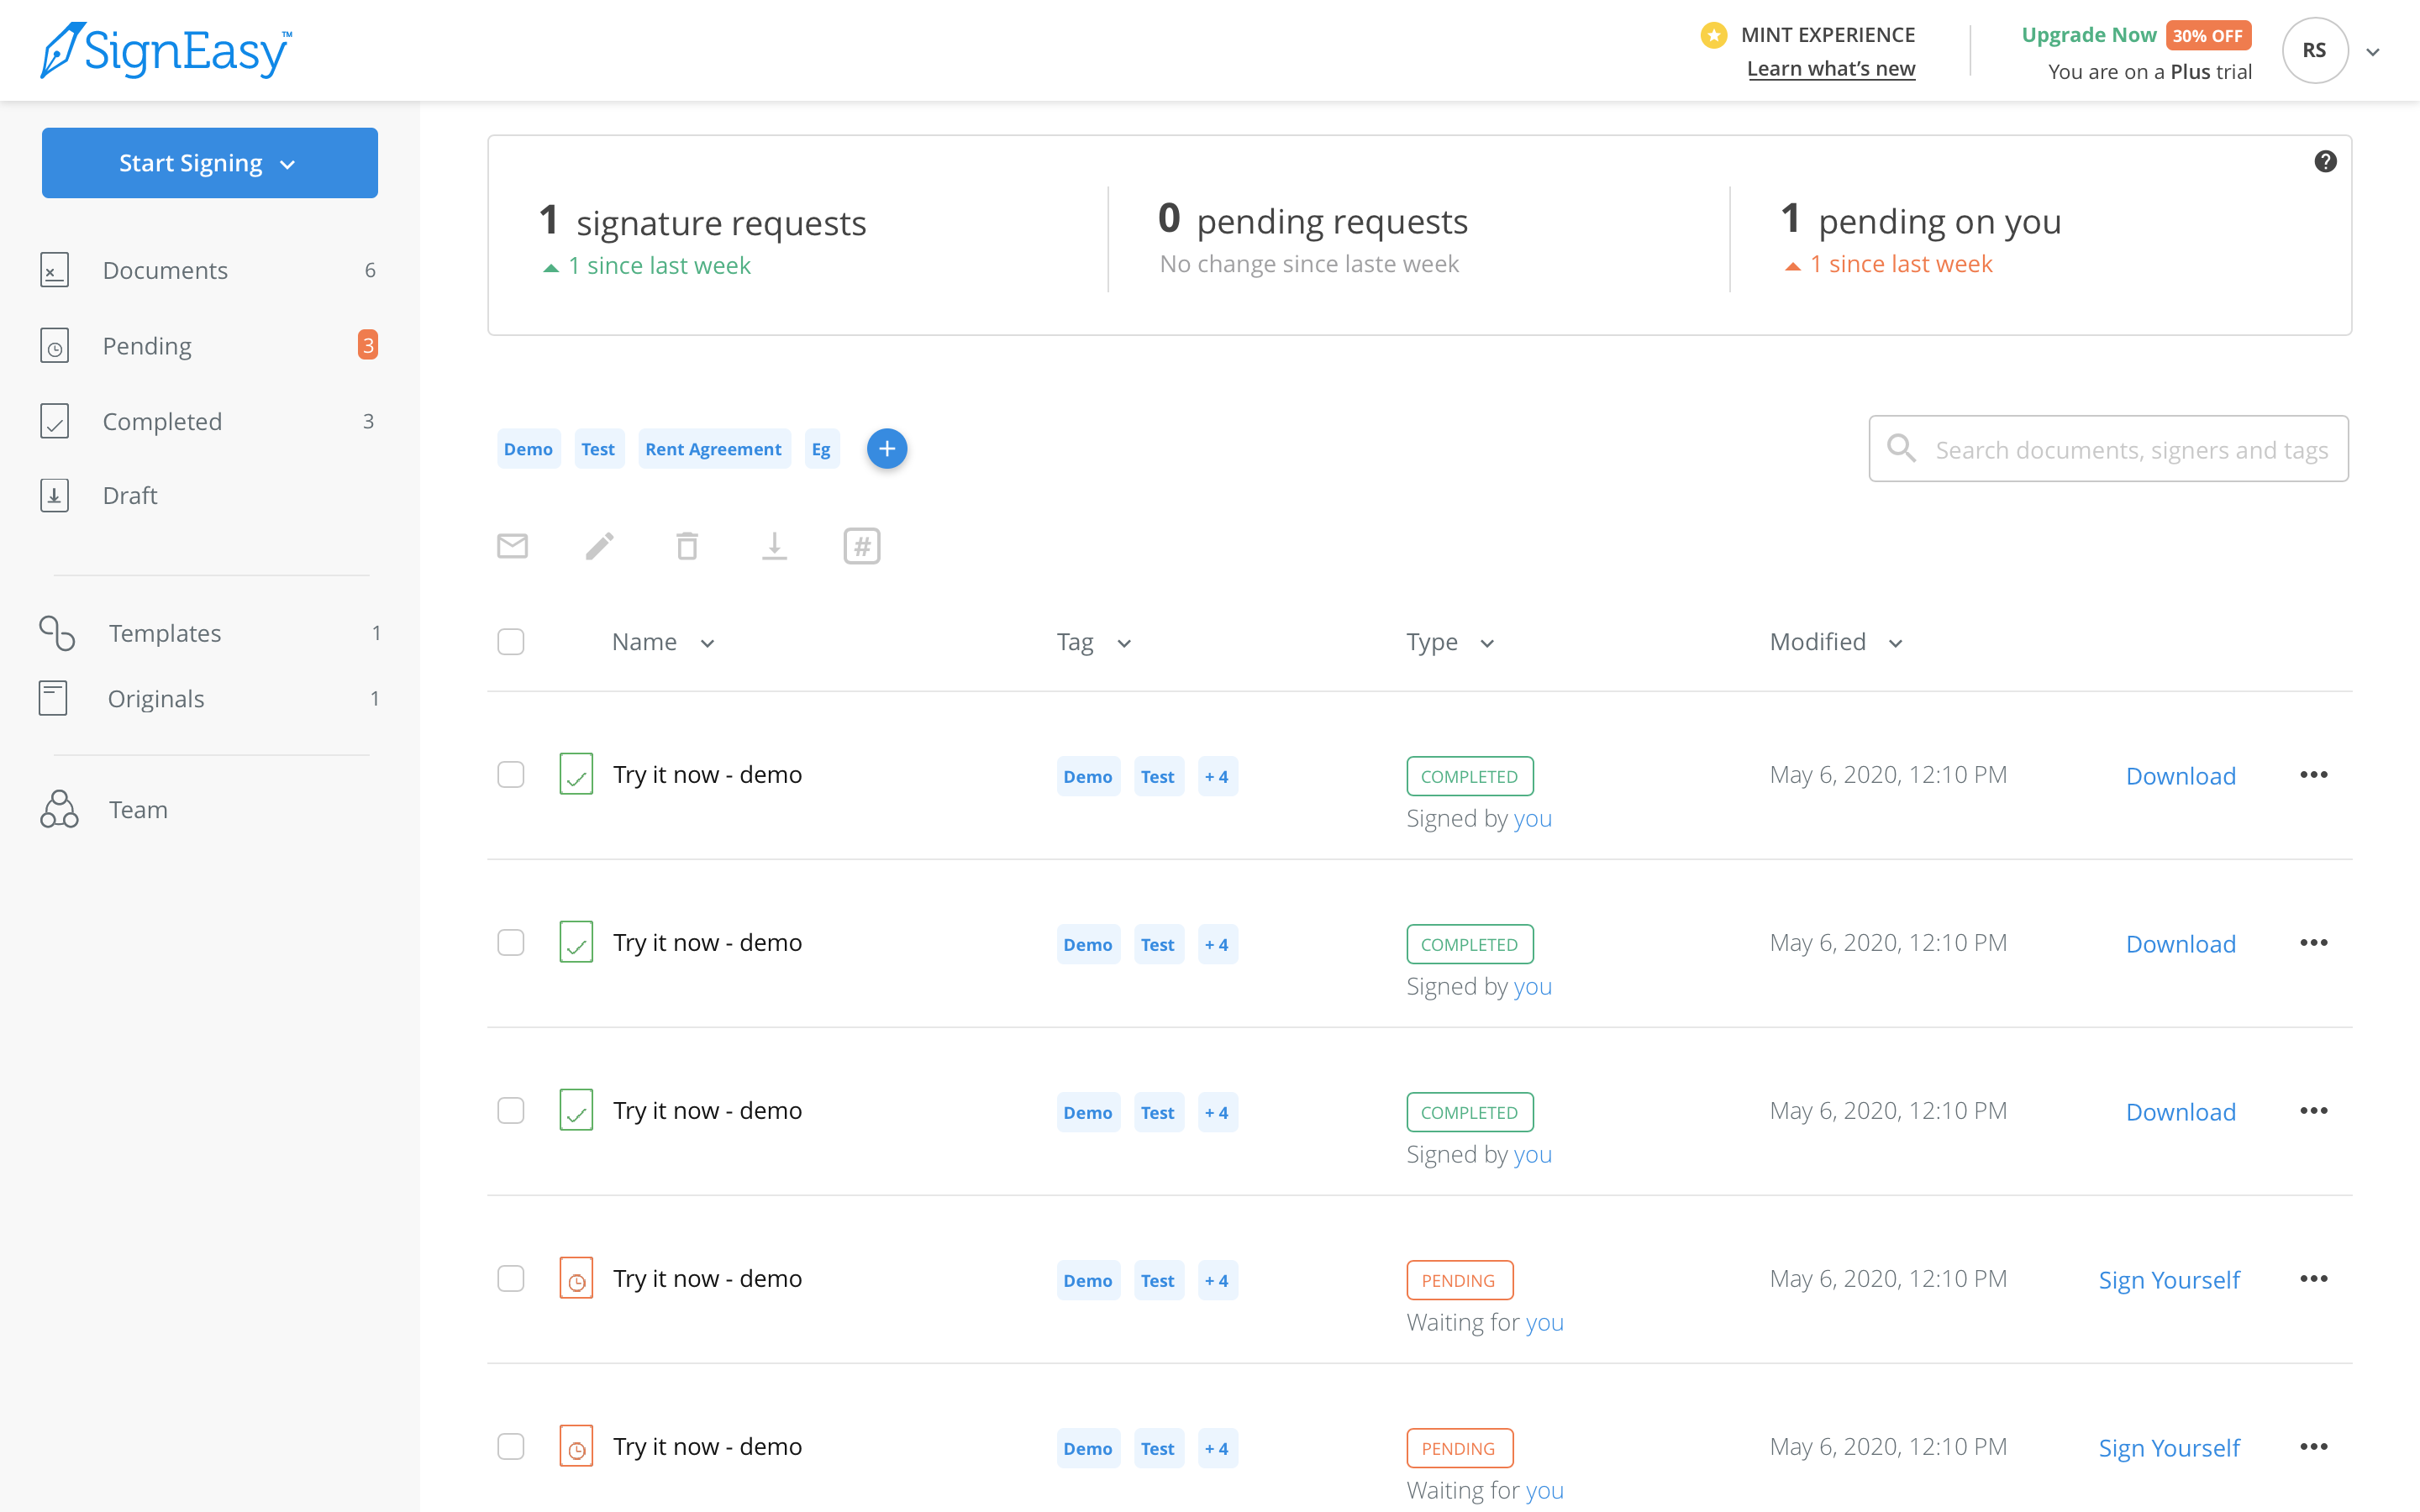 SignEasy™
MINT EXPERIENCE
Learn what's new
Upgrade Now 30% OFF
You are on a Plus trial
RS
Start Signing
Documents 6
Pending 3
Completed 3
Draft
Templates 1
Originals 1
Team
1 signature requests
1 since last week
0 pending requests
No change since laste week
1 pending on you
1 since last week
?
Demo Test Rent Agreement Eg +
Search documents, signers and tags
#
Name Tag Type Modified
Try it now - demo Demo Test + 4 COMPLETED May 6, 2020, 12:10 PM Download
Signed by you
Try it now - demo Demo Test + 4 COMPLETED May 6, 2020, 12:10 PM Download
Signed by you
Try it now - demo Demo Test + 4 COMPLETED May 6, 2020, 12:10 PM Download
Signed by you
Try it now - demo Demo Test + 4 PENDING May 6, 2020, 12:10 PM Sign Yourself
Waiting for you
Try it now - demo Demo Test + 4 PENDING May 6, 2020, 12:10 PM Sign Yourself
Waiting for you